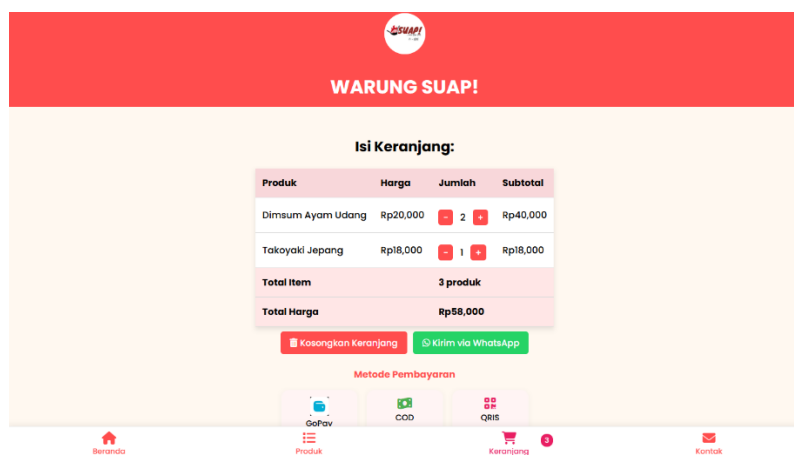 SUAP!
WARUNG SUAP!
Isi Keranjang:
Produk Harga Jumlah Subtotal
Dimsum Ayam Udang Rp20,000 - 2 + Rp40,000
Takoyaki Jepang Rp18,000 - 1 + Rp18,000
Total Item 3 produk
Total Harga Rp58,000
Kosongkan Keranjang Kirim via WhatsApp
Metode Pembayaran
GoPay COD QRIS
Beranda Produk Keranjang 3 Kontak